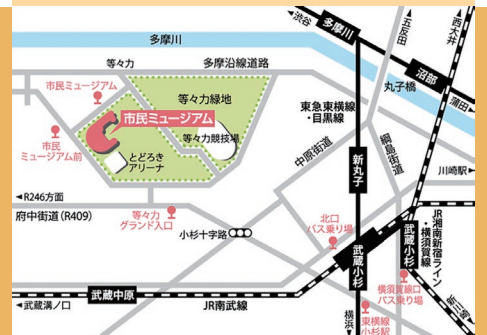 渋谷
多摩川
五反田
西大井
多摩川
等々力
多摩沿線道路
沼部
丸子橋
蒲田
市民ミュージアム
等々力緑地
東急東横線・
目黒線
市民ミュージアム
市民
ミュージアム前
等々力競技場
とどろき
アリーナ
中原街道
綱島街道
新丸子
川崎駅
R246方面
府中街道(R409)
等々力
グランド入口
小杉十字路
北口
バス乗り場
武蔵小杉
武蔵小杉
JR湘南新宿ライン
・横須賀線
横須賀線口
バス乗り場
武蔵中原
武蔵溝ノ口
JR南武線
横浜
東横線
小杉駅
新川崎